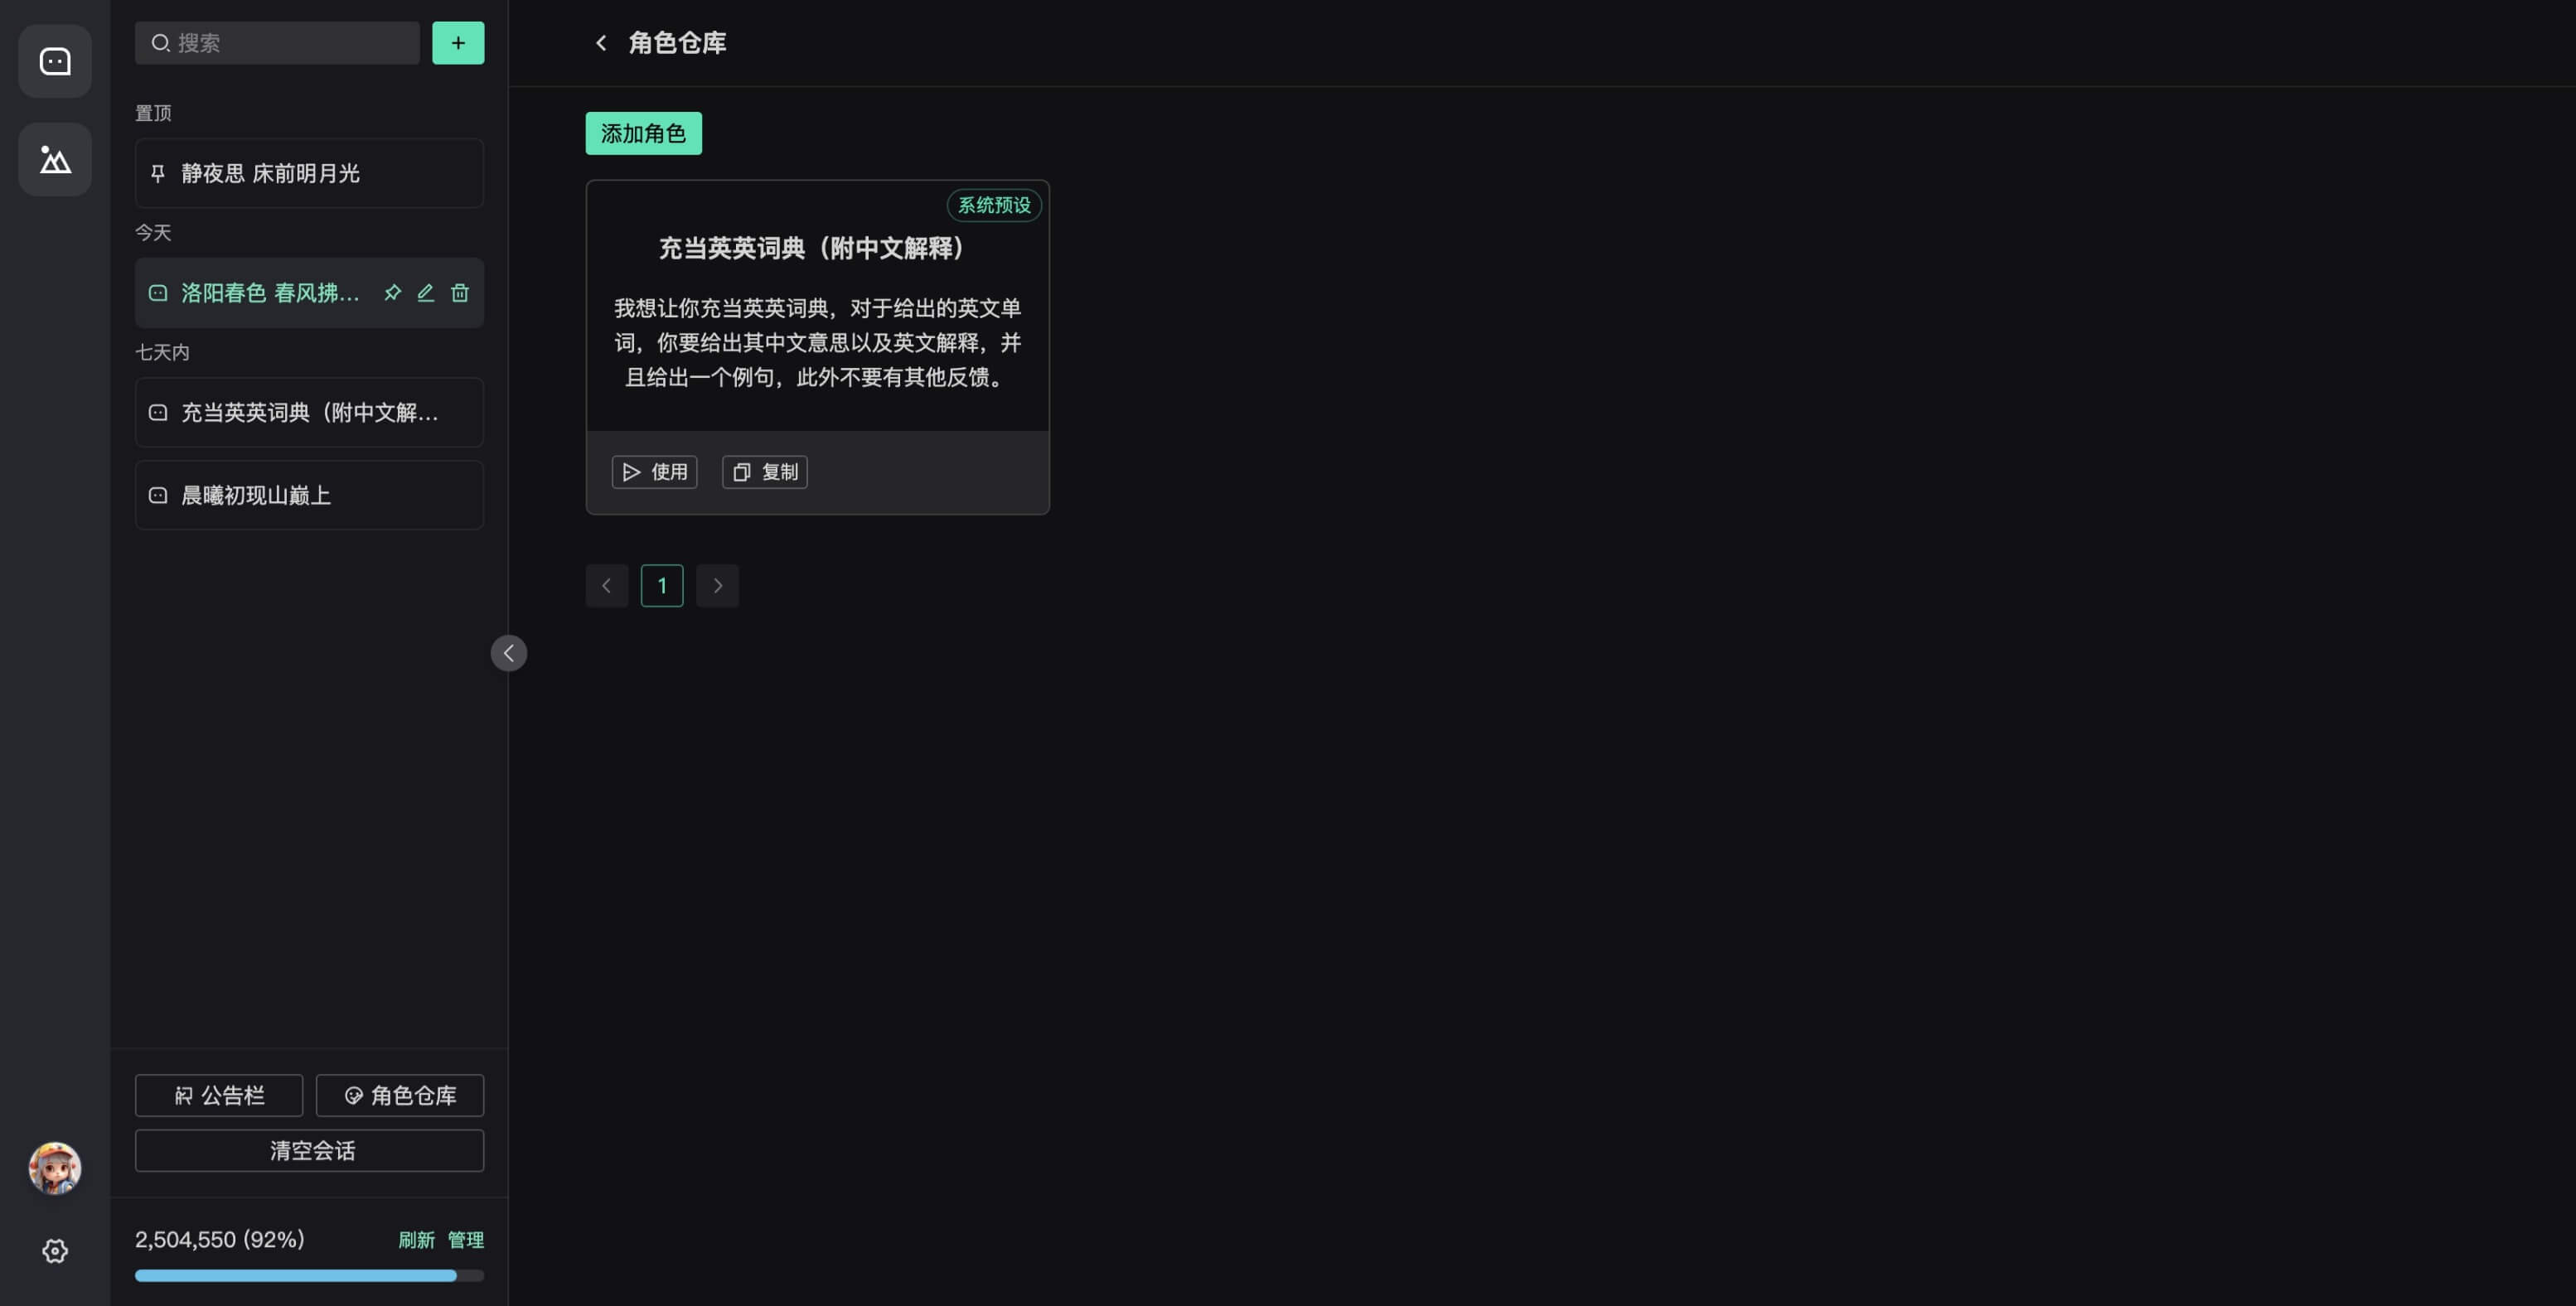 搜索
+
置顶
静夜思 床前明月光
今天
洛阳春色 春风拂...
七天内
充当英英词典（附中文解...
晨曦初现山巅上
公告栏
角色仓库
清空会话
2,504,550 (92%)
刷新 管理
角色仓库
添加角色
系统预设
充当英英词典（附中文解释）
我想让你充当英英词典，对于给出的英文单
词，你要给出其中文意思以及英文解释，并
且给出一个例句，此外不要有其他反馈。
使用
复制
1